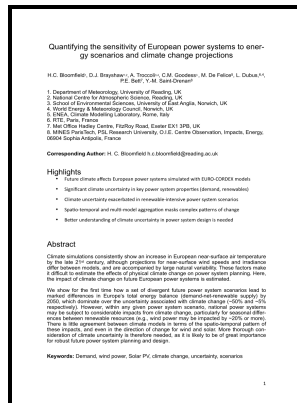 Quantifying the sensitivity of European power systems to ener-
gy scenarios and climate change projections
H.C. Bloomfield¹, D.J. Brayshaw¹,², A. Troccoli³,⁴, C.M. Goodess³, M. De Felice⁵, L. Dubus⁶,⁴,
P.E. Bett⁷, Y.-M. Saint-Drenan⁸
1. Department of Meteorology, University of Reading, UK
2. National Centre for Atmospheric Science, Reading, UK
3. School of Environmental Sciences, University of East Anglia, Norwich, UK
4. World Energy & Meteorology Council, Norwich, UK
5. ENEA, Climate Modelling Laboratory, Rome, Italy
6. RTE, Paris, France
7. Met Office Hadley Centre, FitzRoy Road, Exeter EX1 3PB, UK
8. MINES ParisTech, PSL Research University, O.I.E. Centre Observation, Impacts, Energy,
06904 Sophia Antipolis, France
Corresponding Author: H. C. Bloomfield h.c.bloomfield@reading.ac.uk
Highlights
• Future climate affects European power systems simulated with EURO-CORDEX models
• Significant climate uncertainty in key power system properties (demand, renewables)
• Climate uncertainty exacerbated in renewable-intensive power system scenarios
• Spatio-temporal and multi-model aggregation masks complex patterns of change
• Better understanding of climate uncertainty in power system design is needed
Abstract
Climate simulations consistently show an increase in European near-surface air temperature
by the late 21st century, although projections for near-surface wind speeds and irradiance
differ between models, and are accompanied by large natural variability. These factors make
it difficult to estimate the effects of physical climate change on power system planning. Here,
the impact of climate change on future European power systems is estimated.
We show for the first time how a set of divergent future power system scenarios lead to
marked differences in Europe's total energy balance (demand-net-renewable supply) by
2050, which dominate over the uncertainty associated with climate change (~50% and ~5%
respectively). However, within any given power scenario, national power systems
may be subject to considerable impacts from climate change, particularly for seasonal differ-
ences between renewable resources (e.g., wind power may be impacted by ~20% or more).
There is little agreement between climate models in terms of the spatio-temporal pattern of
these impacts, and even in the direction of change for wind and solar. More thorough con-
sideration of climate uncertainty is therefore needed, as it is likely to be of great importance
for robust future power system planning and design.
Keywords: Demand, wind power, Solar PV, climate change, uncertainty, scenarios
1